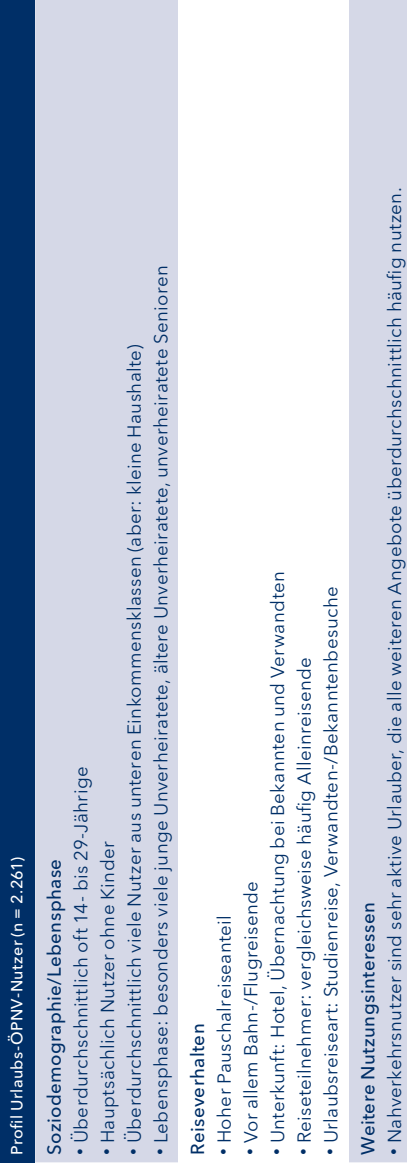 Profil Urlaubs-ÖPNV-Nutzer (n = 2.261)
Soziodemographie/Lebensphase
• Überdurchschnittlich oft 14- bis 29-Jährige
• Hauptsächlich Nutzer ohne Kinder
• Überdurchschnittlich viele Nutzer aus unteren Einkommensklassen (aber: kleine Haushalte)
• Lebensphase: besonders viele junge Unverheiratete, ältere Unverheiratete, unverheiratete Senioren
Reiseverhalten
• Hoher Pauschalreiseanteil
• Vor allem Bahn-/Flugreisende
• Unterkunft: Hotel, Übernachtung bei Bekannten und Verwandten
• Reiseteilnehmer: vergleichsweise häufig Alleinreisende
• Urlaubsreiseart: Studienreise, Verwandten-/Bekanntenbesuche
Weitere Nutzungsinteressen
• Nahverkehrsnutzer sind sehr aktive Urlauber, die alle weiteren Angebote überdurchschnittlich häufig nutzen.